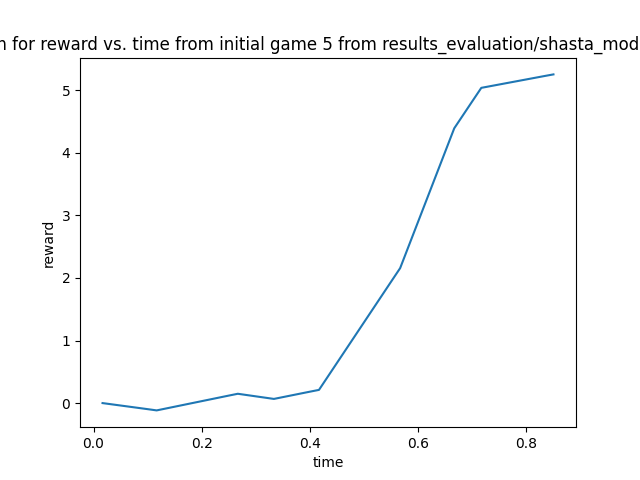 for reward vs. time from initial game 5 from results_evaluation/shasta_mod
5
4
3
2
1
0
reward
0.0 0.2 0.4 0.6 0.8
time